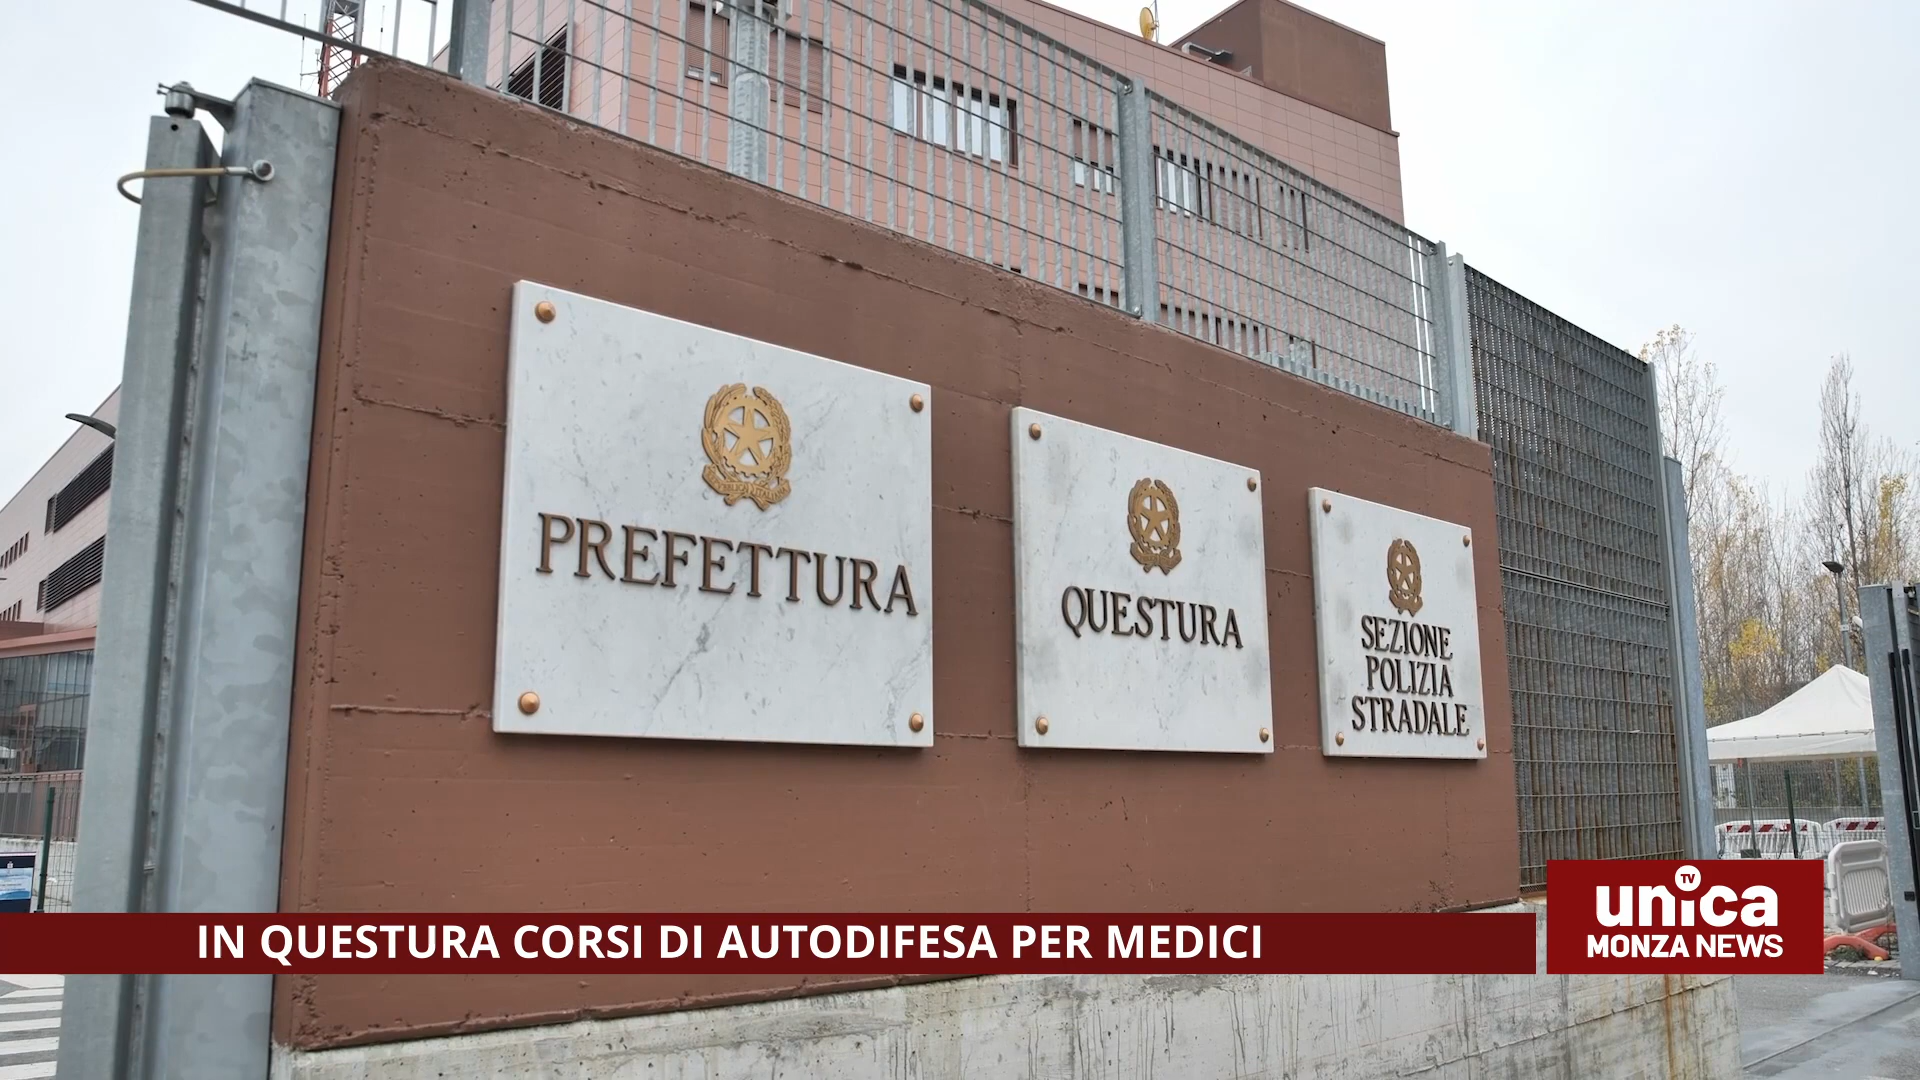 PREFETTURA
QUESTURA
SEZIONE
POLIZIA
STRADALE
IN QUESTURA CORSI DI AUTODIFESA PER MEDICI
TV
unica
MONZA NEWS